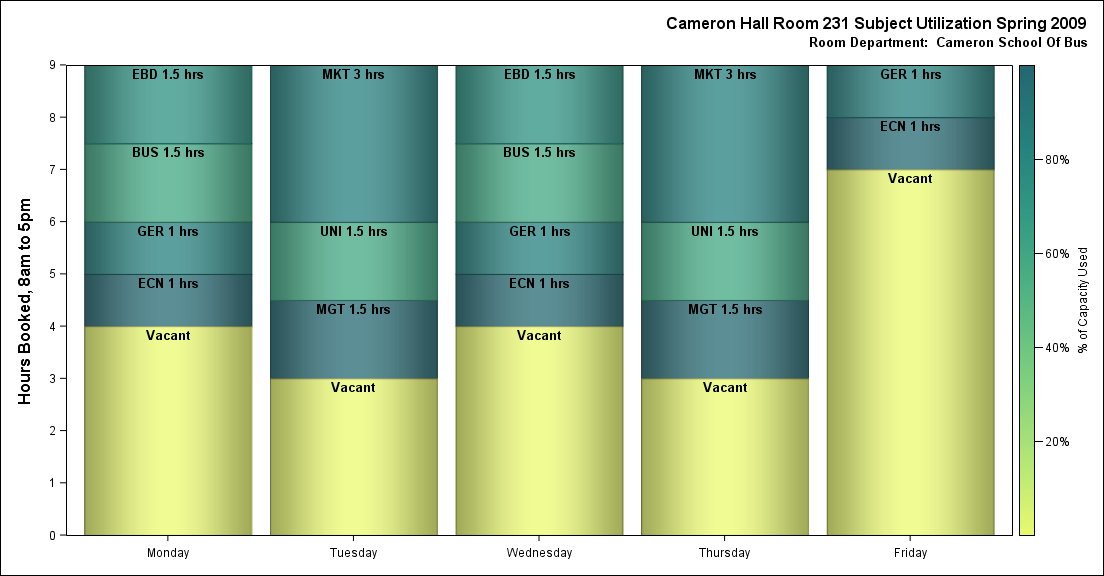 Cameron Hall Room 231 Subject Utilization Spring 2009
Room Department:  Cameron School Of Bus
Hours Booked, 8am to 5pm
9
8
7
6
5
4
3
2
1
0
EBD 1.5 hrs
BUS 1.5 hrs
GER 1 hrs
ECN 1 hrs
Vacant
MKT 3 hrs
UNI 1.5 hrs
MGT 1.5 hrs
Vacant
EBD 1.5 hrs
BUS 1.5 hrs
GER 1 hrs
ECN 1 hrs
Vacant
MKT 3 hrs
UNI 1.5 hrs
MGT 1.5 hrs
Vacant
GER 1 hrs
ECN 1 hrs
Vacant
Monday
Tuesday
Wednesday
Thursday
Friday
80%
60%
40%
20%
% of Capacity Used